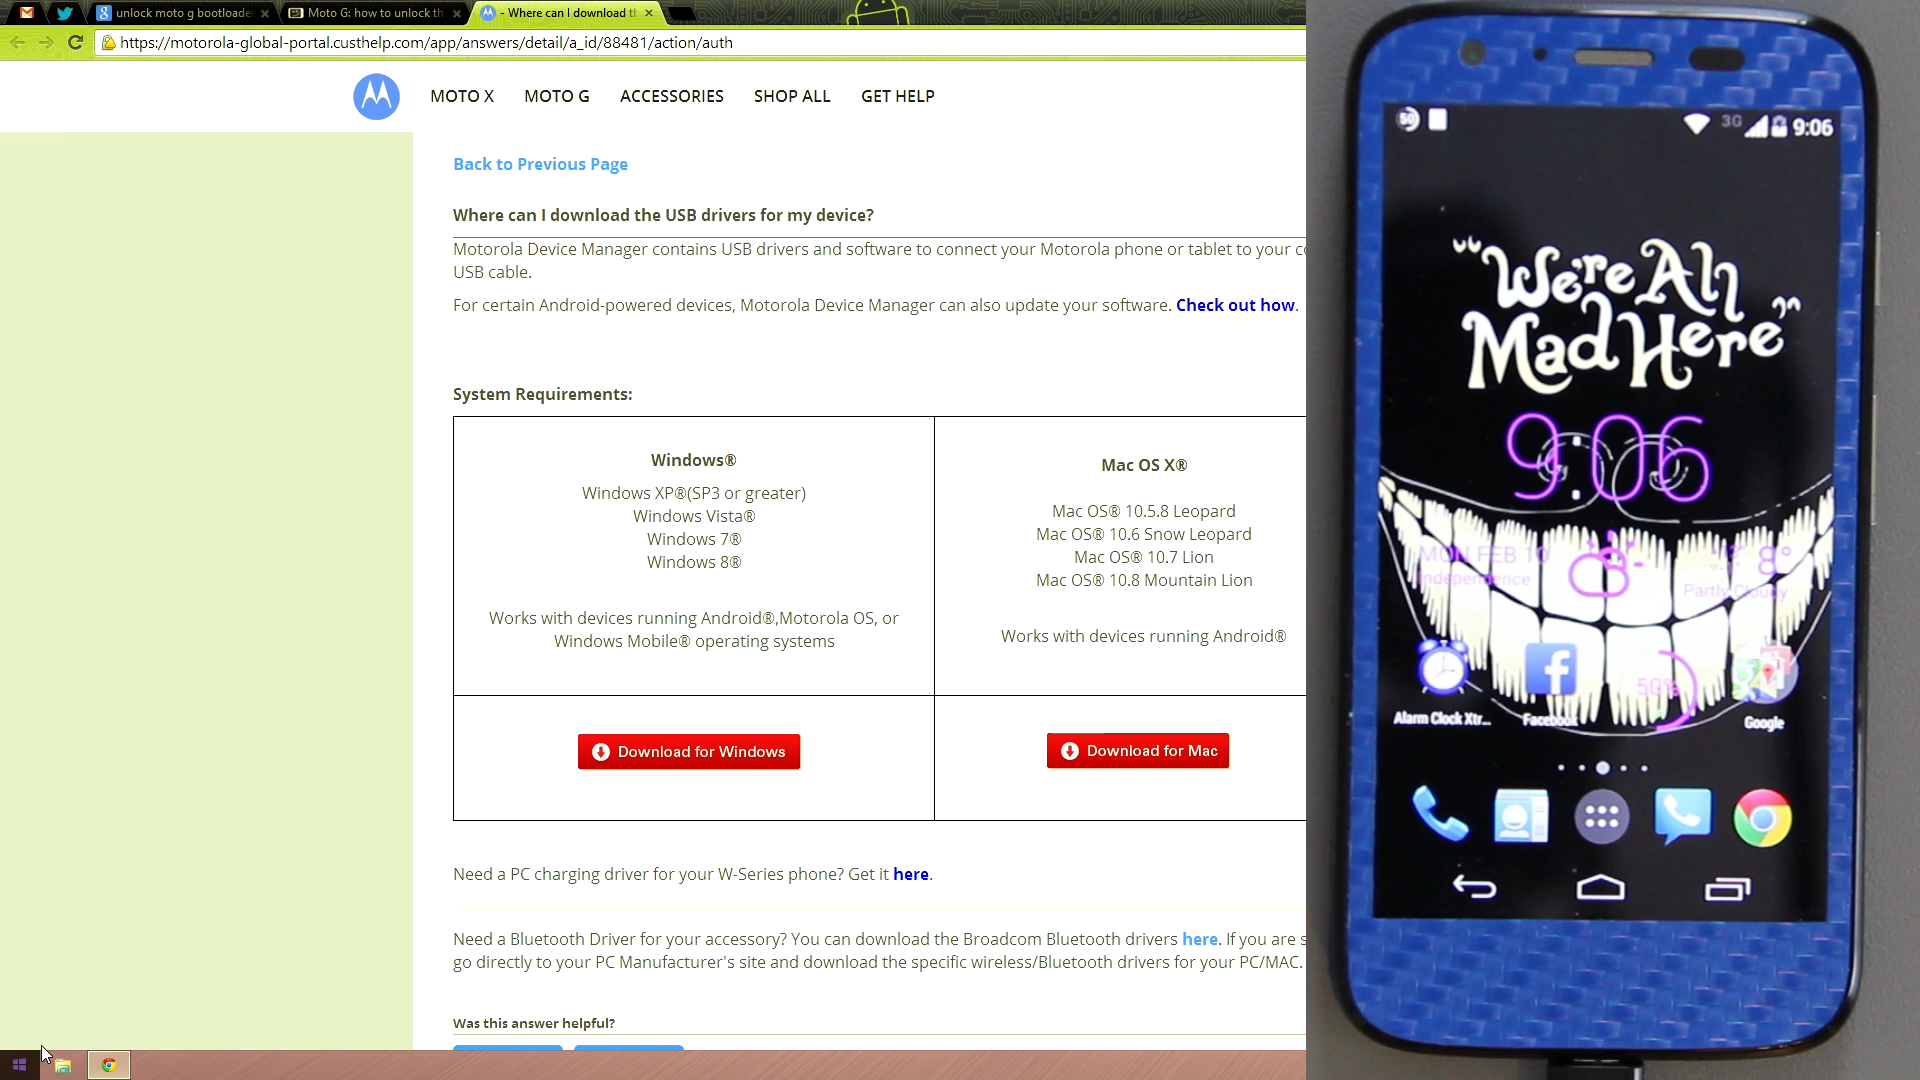 unlock moto g bootloade
Moto G: how to unlock th
- Where can I download th
https://motorola-global-portal.custhelp.com/app/answers/detail/a_id/88481/action/auth
MOTO X MOTO G ACCESSORIES SHOP ALL GET HELP
Back to Previous Page
Where can I download the USB drivers for my device?
Motorola Device Manager contains USB drivers and software to connect your Motorola phone or tablet to your co
USB cable.
For certain Android-powered devices, Motorola Device Manager can also update your software. Check out how.
System Requirements:
Windows®
Windows XP®(SP3 or greater)
Windows Vista®
Windows 7®
Windows 8®
Works with devices running Android®,Motorola OS, or
Windows Mobile® operating systems
Mac OS X®
Mac OS® 10.5.8 Leopard
Mac OS® 10.6 Snow Leopard
Mac OS® 10.7 Lion
Mac OS® 10.8 Mountain Lion
Works with devices running Android®
Download for Windows
Download for Mac
Need a PC charging driver for your W-Series phone? Get it here.
Need a Bluetooth Driver for your accessory? You can download the Broadcom Bluetooth drivers here. If you are s
go directly to your PC Manufacturer's site and download the specific wireless/Bluetooth drivers for your PC/MAC.
Was this answer helpful?
50 3G 9:06
"We're All
Mad Here"
9:06
MON FEB 10
Independence
8°
Partly Cloudy
50%
Alarm Clock Xtr... Facebook Google